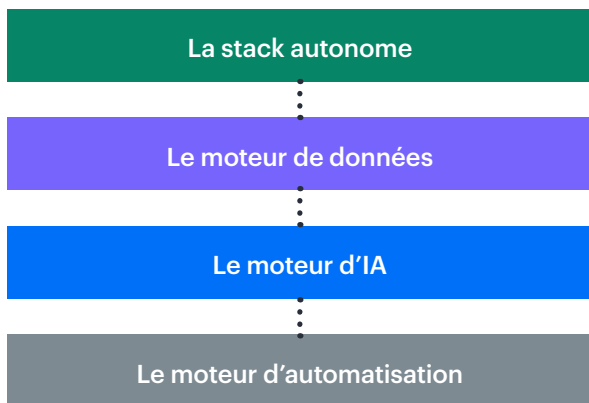 La stack autonome
Le moteur de données
Le moteur d’IA
Le moteur d’automatisation